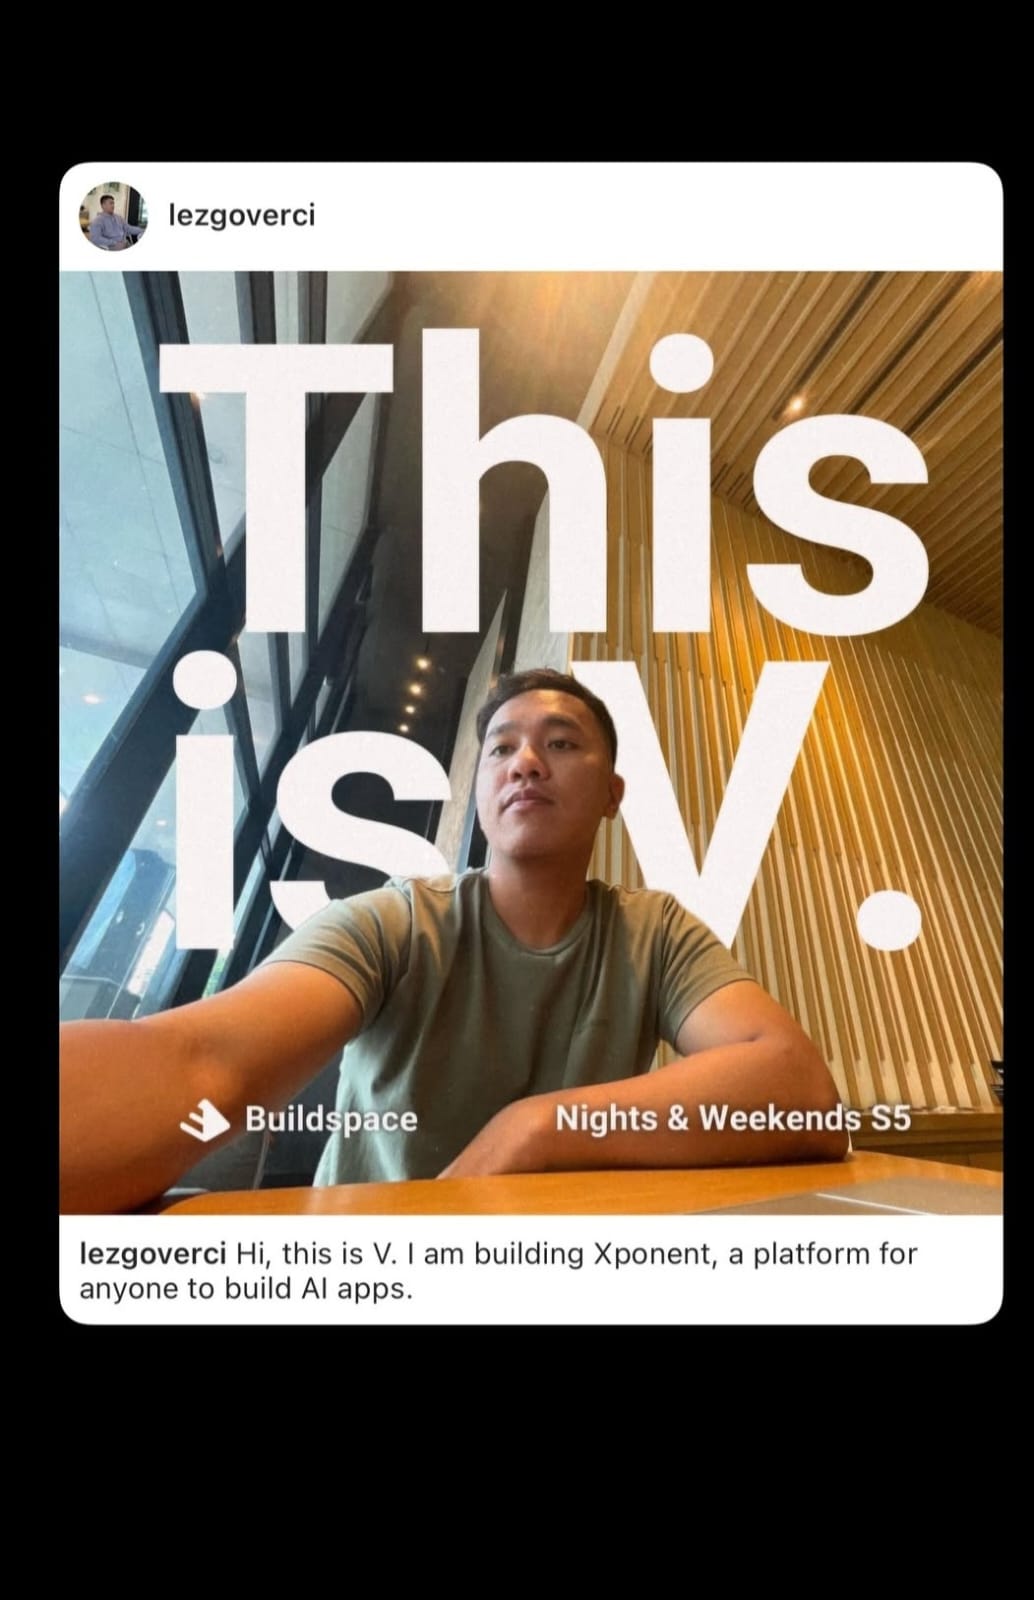 lezgoverci
This
is V.
Buildspace
Nights & Weekends S5
lezgoverci Hi, this is V. I am building Xponent, a platform for
anyone to build AI apps.